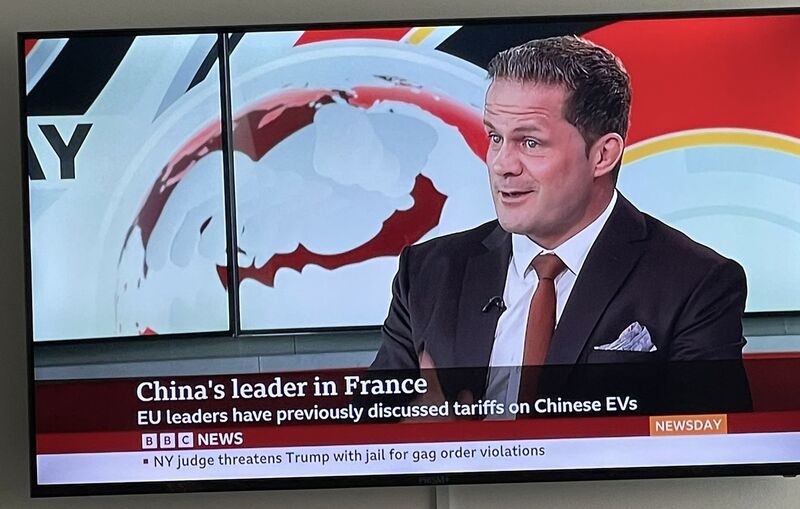 AY
China's leader in France
EU leaders have previously discussed tariffs on Chinese EVs
NEWSDAY
BBC NEWS
NY judge threatens Trump with jail for gag order violations
PRISM+